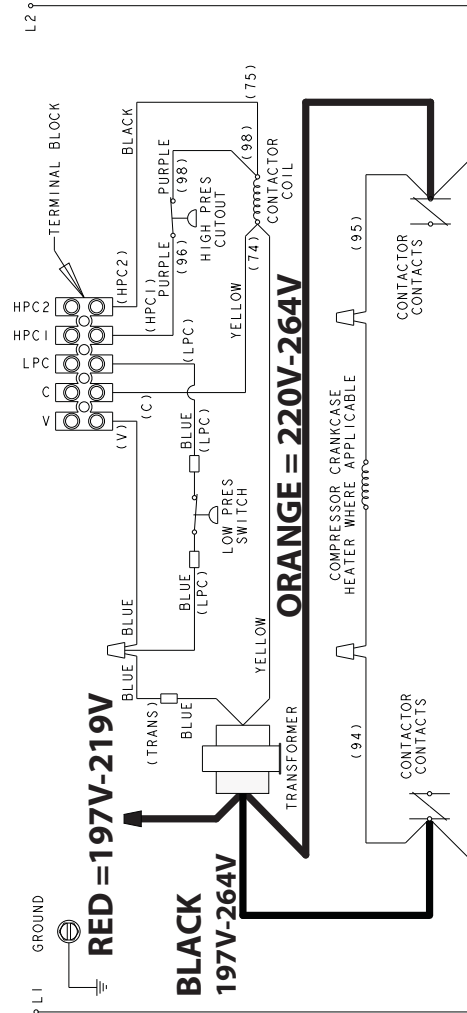 L2
TERMINAL BLOCK
HPC2
HPC1
LPC
C
V
(HPC2)
BLACK
(75)
(HPC1)
PURPLE
(96)
HIGH PRES
CUTOUT
PURPLE
(98)
(98)
CONTACTOR
COIL
(74)
YELLOW
(LPC)
(C)
(V)
BLUE
(LPC)
LOW PRES
SWITCH
BLUE
(LPC)
BLUE
BLUE
(TRANS)
BLUE
YELLOW
TRANSFORMER
RED =197V-219V
ORANGE = 220V-264V
BLACK
197V-264V
(95)
CONTACTOR
CONTACTS
COMPRESSOR CRANKCASE
HEATER WHERE APPLICABLE
(94)
CONTACTOR
CONTACTS
GROUND
L1